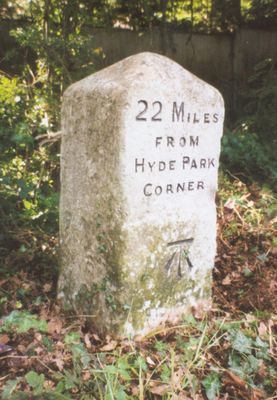 22 MILES
FROM
HYDE PARK
CORNER